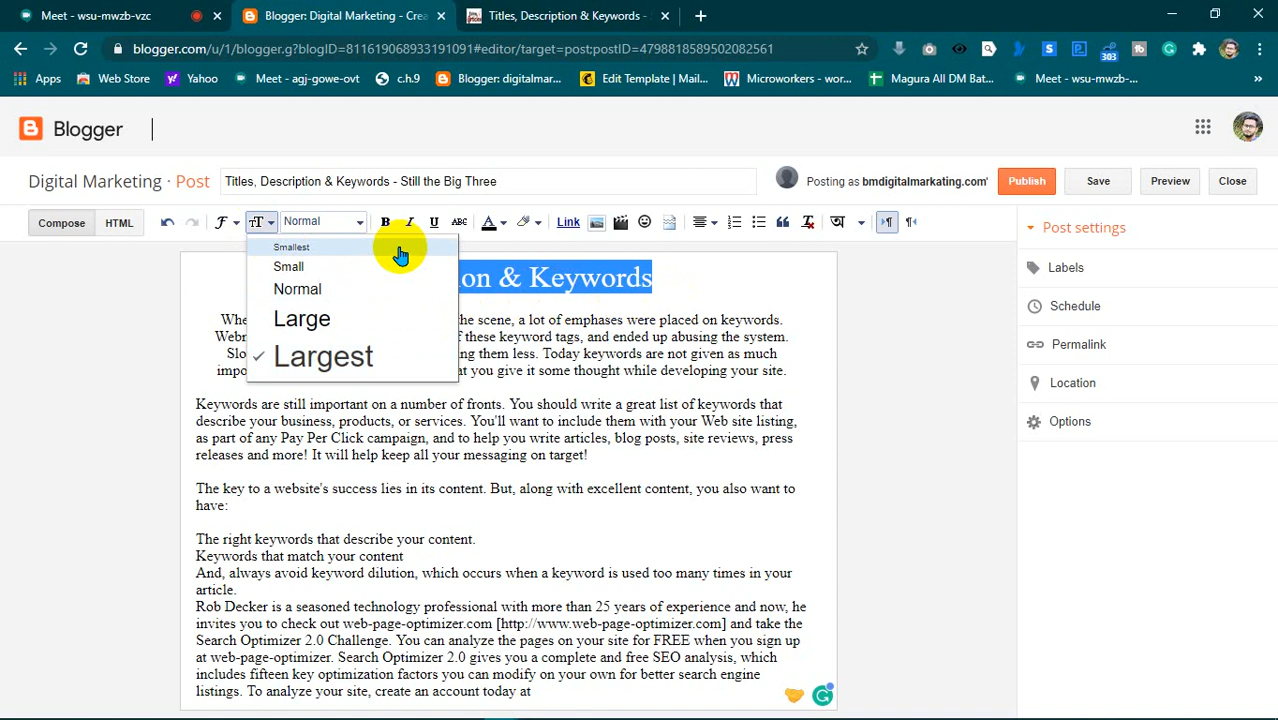 Meet - wsu-mwzb-vzc
Blogger: Digital Marketing - Crea
Titles, Description & Keywords -
blogger.com/u/1/blogger.g?blogID=811619068933191091#editor/target=post;postID=4798818589502082561
303
Apps
Web Store
Yahoo
Meet - agj-gowe-ovt
c.h.9
Blogger: digitalmar...
Edit Template | Mail...
Microworkers - wor...
Magura All DM Bat...
Meet - wsu-mwzb-...
Blogger
Digital Marketing · Post
Titles, Description & Keywords - Still the Big Three
Posting as bmdigitalmarkating.com'
Publish
Save
Preview
Close
Compose
HTML
Normal
B I U ABC A
Link
Post settings
Smallest
Small
Normal
Large
Largest
Labels
Schedule
Permalink
Location
Options
on & Keywords
Whe
the scene, a lot of emphases were placed on keywords.
Web
of these keyword tags, and ended up abusing the system.
Slo
ing them less. Today keywords are not given as much
impo
at you give it some thought while developing your site.
Keywords are still important on a number of fronts. You should write a great list of keywords that
describe your business, products, or services. You'll want to include them with your Web site listing,
as part of any Pay Per Click campaign, and to help you write articles, blog posts, site reviews, press
releases and more! It will help keep all your messaging on target!
The key to a website's success lies in its content. But, along with excellent content, you also want to
have:
The right keywords that describe your content.
Keywords that match your content
And, always avoid keyword dilution, which occurs when a keyword is used too many times in your
article.
Rob Decker is a seasoned technology professional with more than 25 years of experience and now, he
invites you to check out web-page-optimizer.com [http://www.web-page-optimizer.com] and take the
Search Optimizer 2.0 Challenge. You can analyze the pages on your site for FREE when you sign up
at web-page-optimizer. Search Optimizer 2.0 gives you a complete and free SEO analysis, which
includes fifteen key optimization factors you can modify on your own for better search engine
listings. To analyze your site, create an account today at